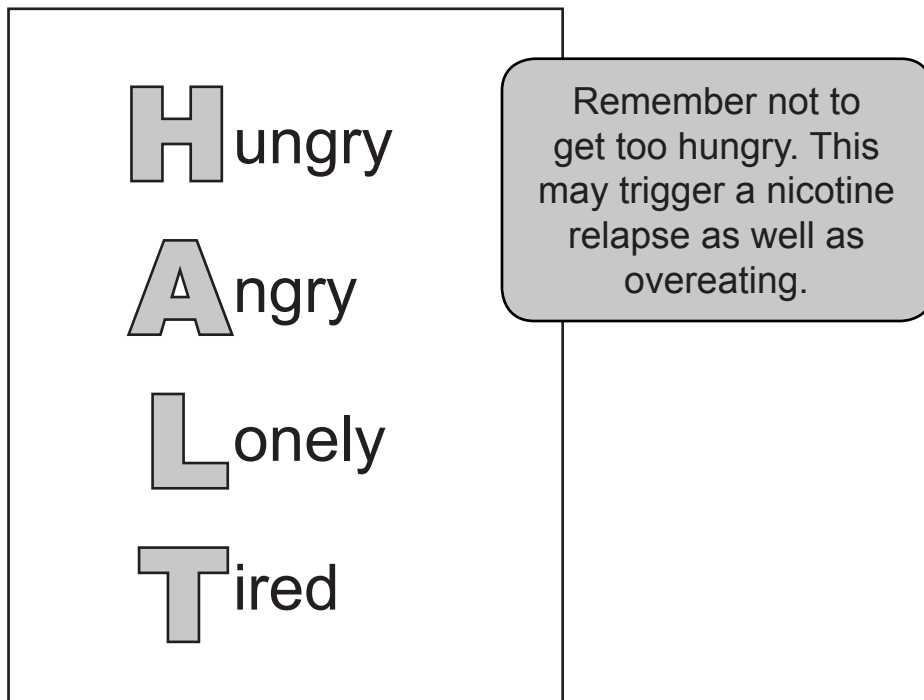 Hungry
Angry
Lonely
Tired
Remember not to
get too hungry. This
may trigger a nicotine
relapse as well as
overeating.